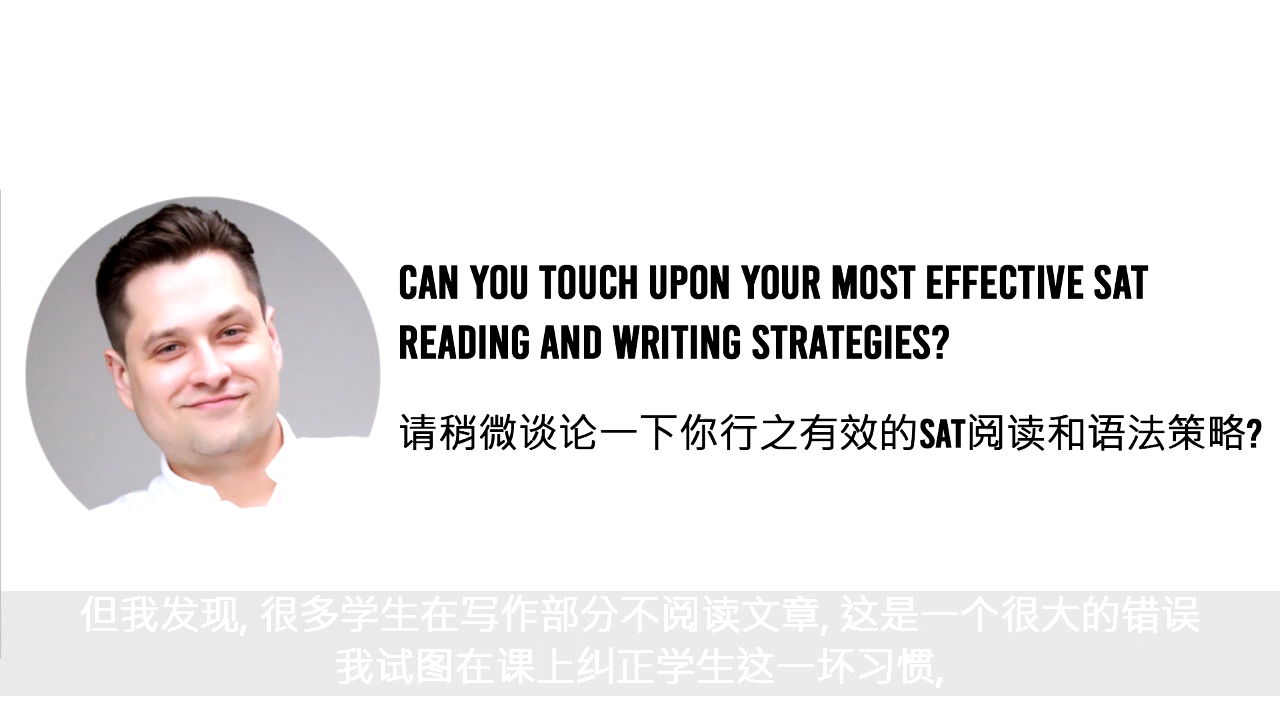 CAN YOU TOUCH UPON YOUR MOST EFFECTIVE SAT
READING AND WRITING STRATEGIES?
请稍微谈论一下你行之有效的SAT阅读和语法策略?
但我发现, 很多学生在写作部分不阅读文章, 这是一个很大的错误
我试图在课上纠正学生这一坏习惯,